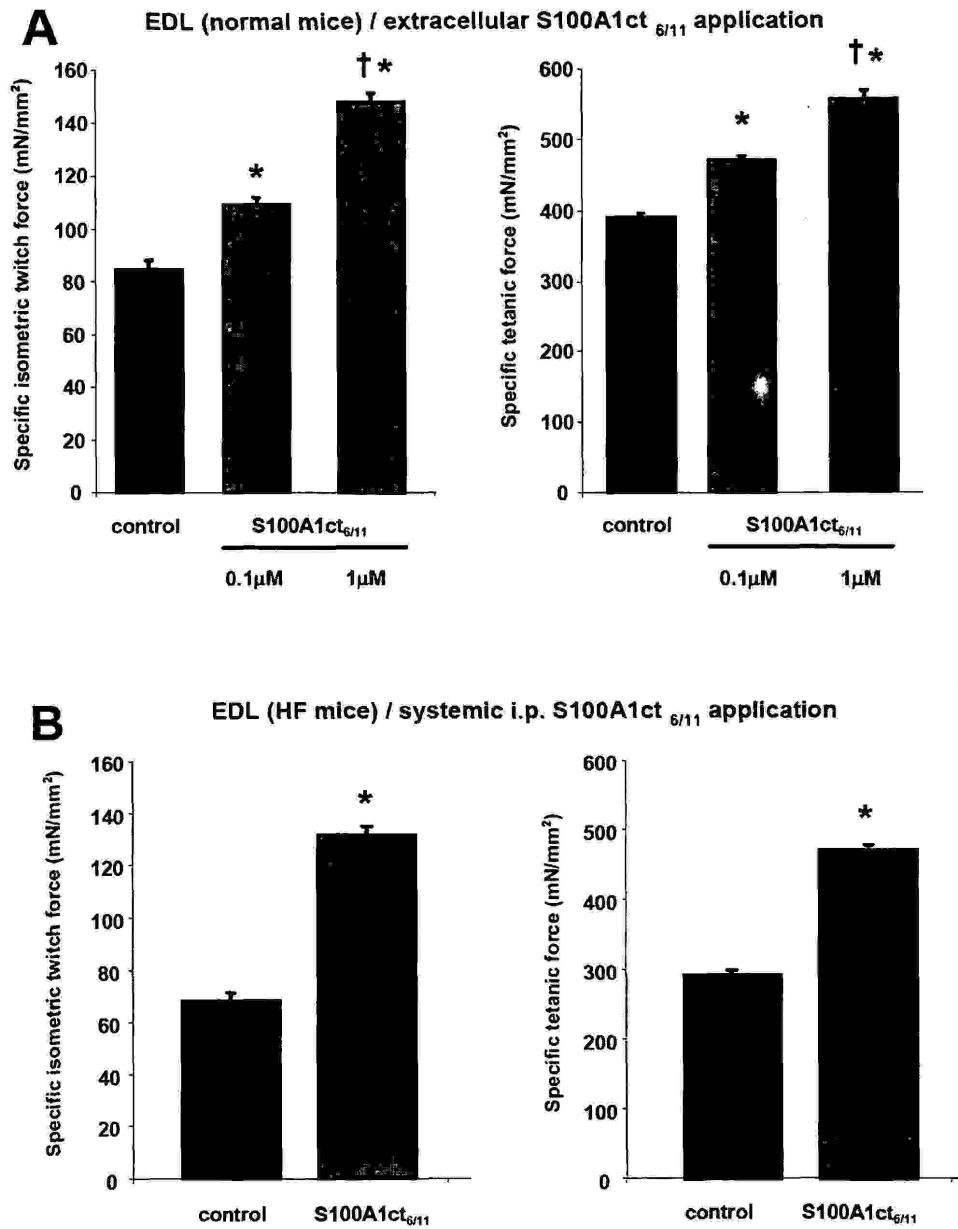 A
EDL (normal mice) / extracellular S100A1ct 6/11 application
Specific isometric twitch force (mN/mm²)
160
140
120
100
80
60
40
20
0
*
†*
control
S100A1ct6/11
0.1µM
1µM
Specific tetanic force (mN/mm²)
600
500
400
300
200
100
0
*
†*
control
S100A1ct6/11
0.1µM
1µM
B
EDL (HF mice) / systemic i.p. S100A1ct 6/11 application
Specific isometric twitch force (mN/mm²)
160
140
120
100
80
60
40
20
0
*
control
S100A1ct6/11
Specific tetanic force (mN/mm²)
600
500
400
300
200
100
0
*
control
S100A1ct6/11